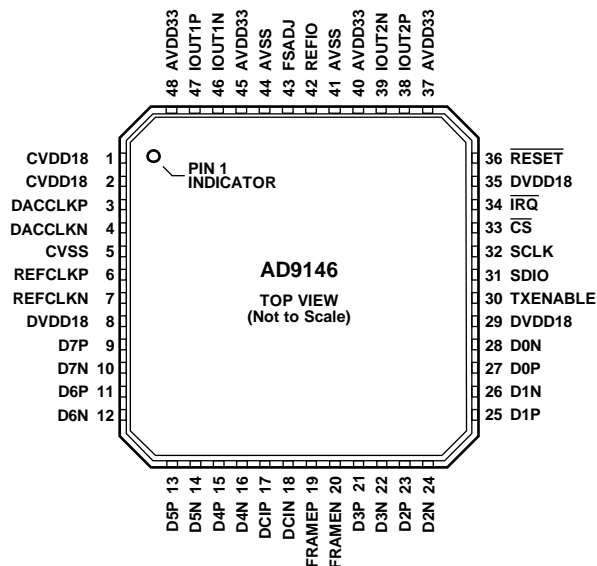 48 AVDD33
47 IOUT1P
46 IOUT1N
45 AVDD33
44 AVSS
43 FSADJ
42 REFIO
41 AVSS
40 AVDD33
39 IOUT2N
38 IOUT2P
37 AVDD33
CVDD18 1
CVDD18 2
DACCLKP 3
DACCLKN 4
CVSS 5
REFCLKP 6
REFCLKN 7
DVDD18 8
D7P 9
D7N 10
D6P 11
D6N 12
PIN 1
INDICATOR
AD9146
TOP VIEW
(Not to Scale)
36 RESET
35 DVDD18
34 IRQ
33 CS
32 SCLK
31 SDIO
30 TXENABLE
29 DVDD18
28 D0N
27 D0P
26 D1N
25 D1P
D5P 13
D5N 14
D4P 15
D4N 16
DCIP 17
DCIN 18
FRAMEP 19
FRAMEN 20
D3P 21
D3N 22
D2P 23
D2N 24